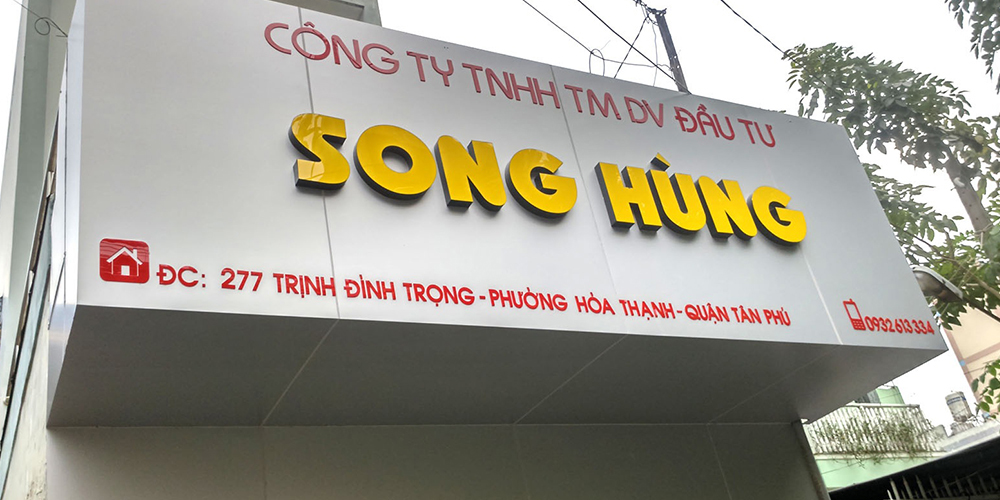 CÔNG TY TNHH TM DV ĐẦU TƯ
SONG HÙNG
ĐC: 277 TRỊNH ĐÌNH TRỌNG - PHƯỜNG HÒA THẠNH - QUẬN TÂN PHÚ
0932 613 334